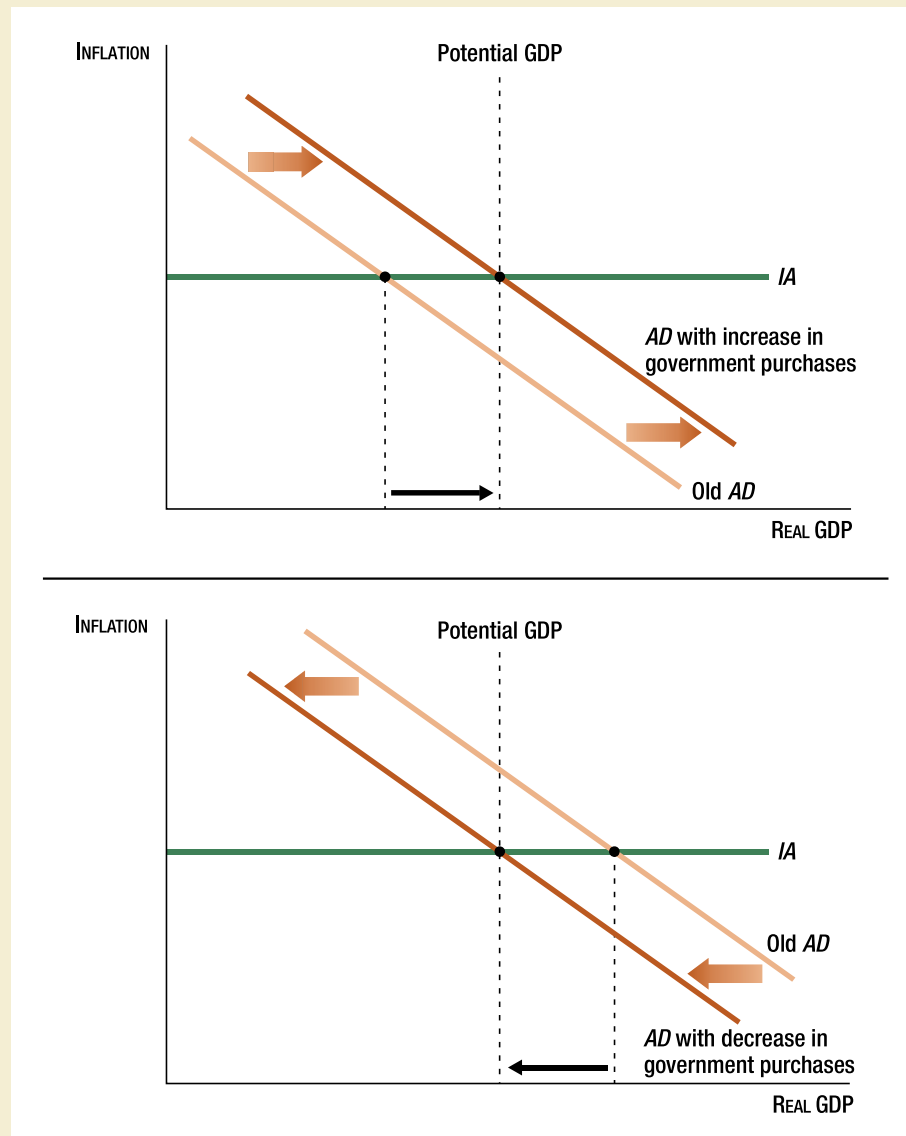 INFLATION
Potential GDP
IA
AD with increase in
government purchases
Old AD
REAL GDP
INFLATION
Potential GDP
IA
Old AD
AD with decrease in
government purchases
REAL GDP